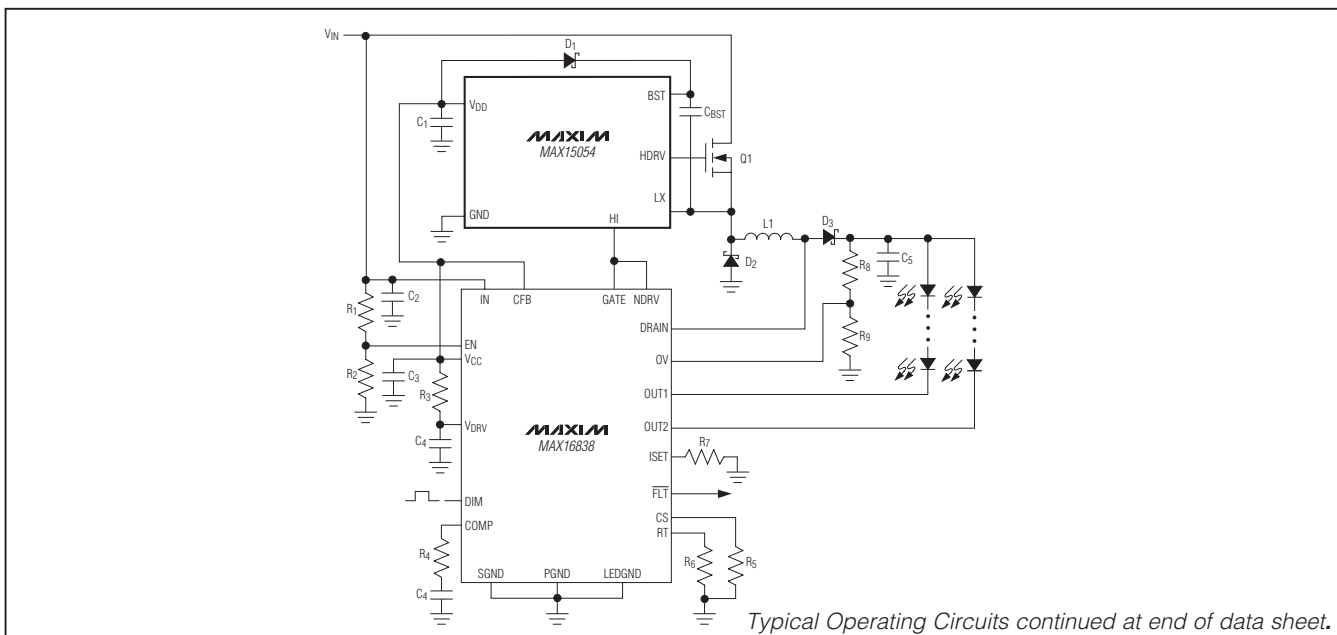 VIN
D1
BST
VDD
CBST
C1
MAXIM
MAX15054
HDRV
Q1
LX
GND
HI
L1
D3
D2
R8
C5
C2
IN
CFB
GATE
NDRV
R1
DRAIN
R9
EN
OV
VCC
R2
C3
R3
OUT1
VDRV
MAXIM
MAX16838
OUT2
C4
R7
ISET
FLT
DIM
CS
COMP
RT
R4
R6
R5
SGND
PGND
LEDGND
C4
Typical Operating Circuits continued at end of data sheet.